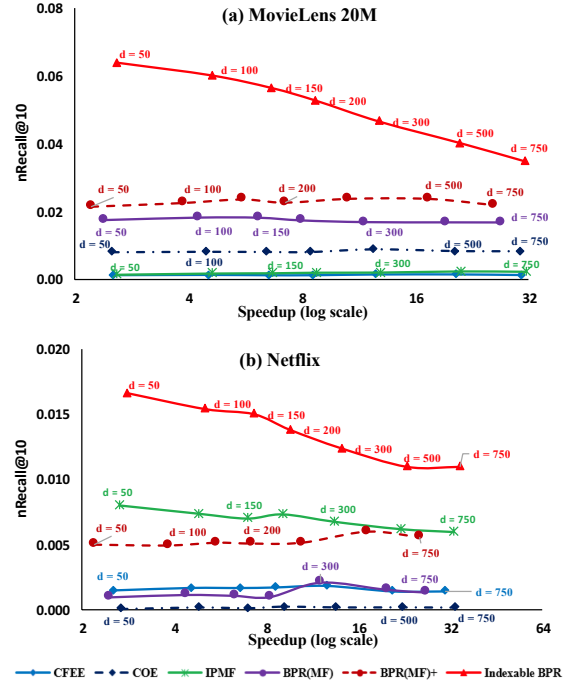 (a) MovieLens 20M
0.08
0.06
0.04
0.02
0.00
nRecall@10
d = 50
d = 100
d = 150
d = 200
d = 300
d = 500
d = 750
d = 50
d = 100
d = 200
d = 500
d = 750
d = 50
d = 100
d = 150
d = 300
d = 750
d = 50
d = 100
d = 500
d = 750
d = 50
d = 150
d = 300
d = 750
2 4 8 16 32
Speedup (log scale)
(b) Netflix
0.020
0.015
0.010
0.005
0.000
nRecall@10
d = 50
d = 100
d = 150
d = 200
d = 300
d = 500
d = 750
d = 50
d = 150
d = 300
d = 750
d = 50
d = 100
d = 200
d = 750
d = 50
d = 300
d = 750
d = 750
d = 50
d = 500
d = 750
2 4 8 16 32 64
Speedup (log scale)
CFEE COE IPMF BPR(MF) BPR(MF)+ Indexable BPR